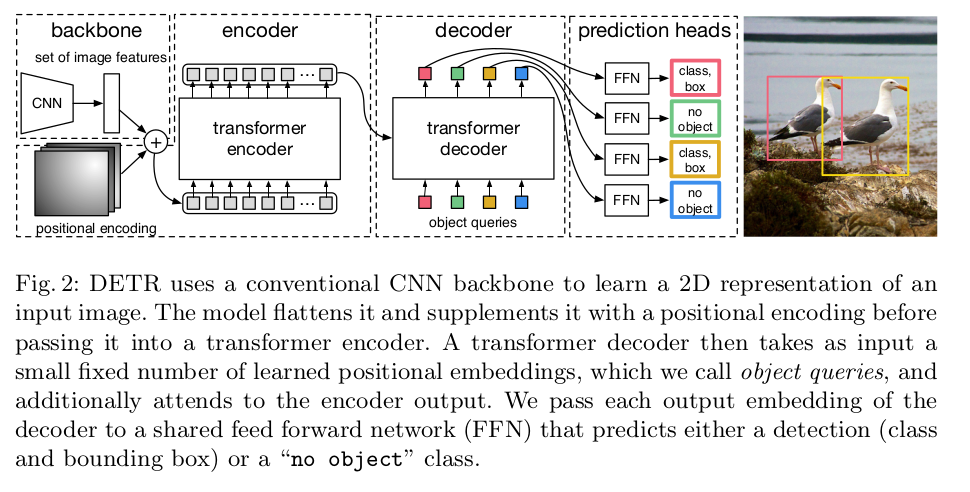 backbone
set of image features
CNN
+
positional encoding
encoder
...
transformer
encoder
...
decoder
transformer
decoder
object queries
prediction heads
FFN
class,
box
FFN
no
object
FFN
class,
box
FFN
no
object
Fig. 2: DETR uses a conventional CNN backbone to learn a 2D representation of an
input image. The model flattens it and supplements it with a positional encoding before
passing it into a transformer encoder. A transformer decoder then takes as input a
small fixed number of learned positional embeddings, which we call object queries, and
additionally attends to the encoder output. We pass each output embedding of the
decoder to a shared feed forward network (FFN) that predicts either a detection (class
and bounding box) or a “no object” class.